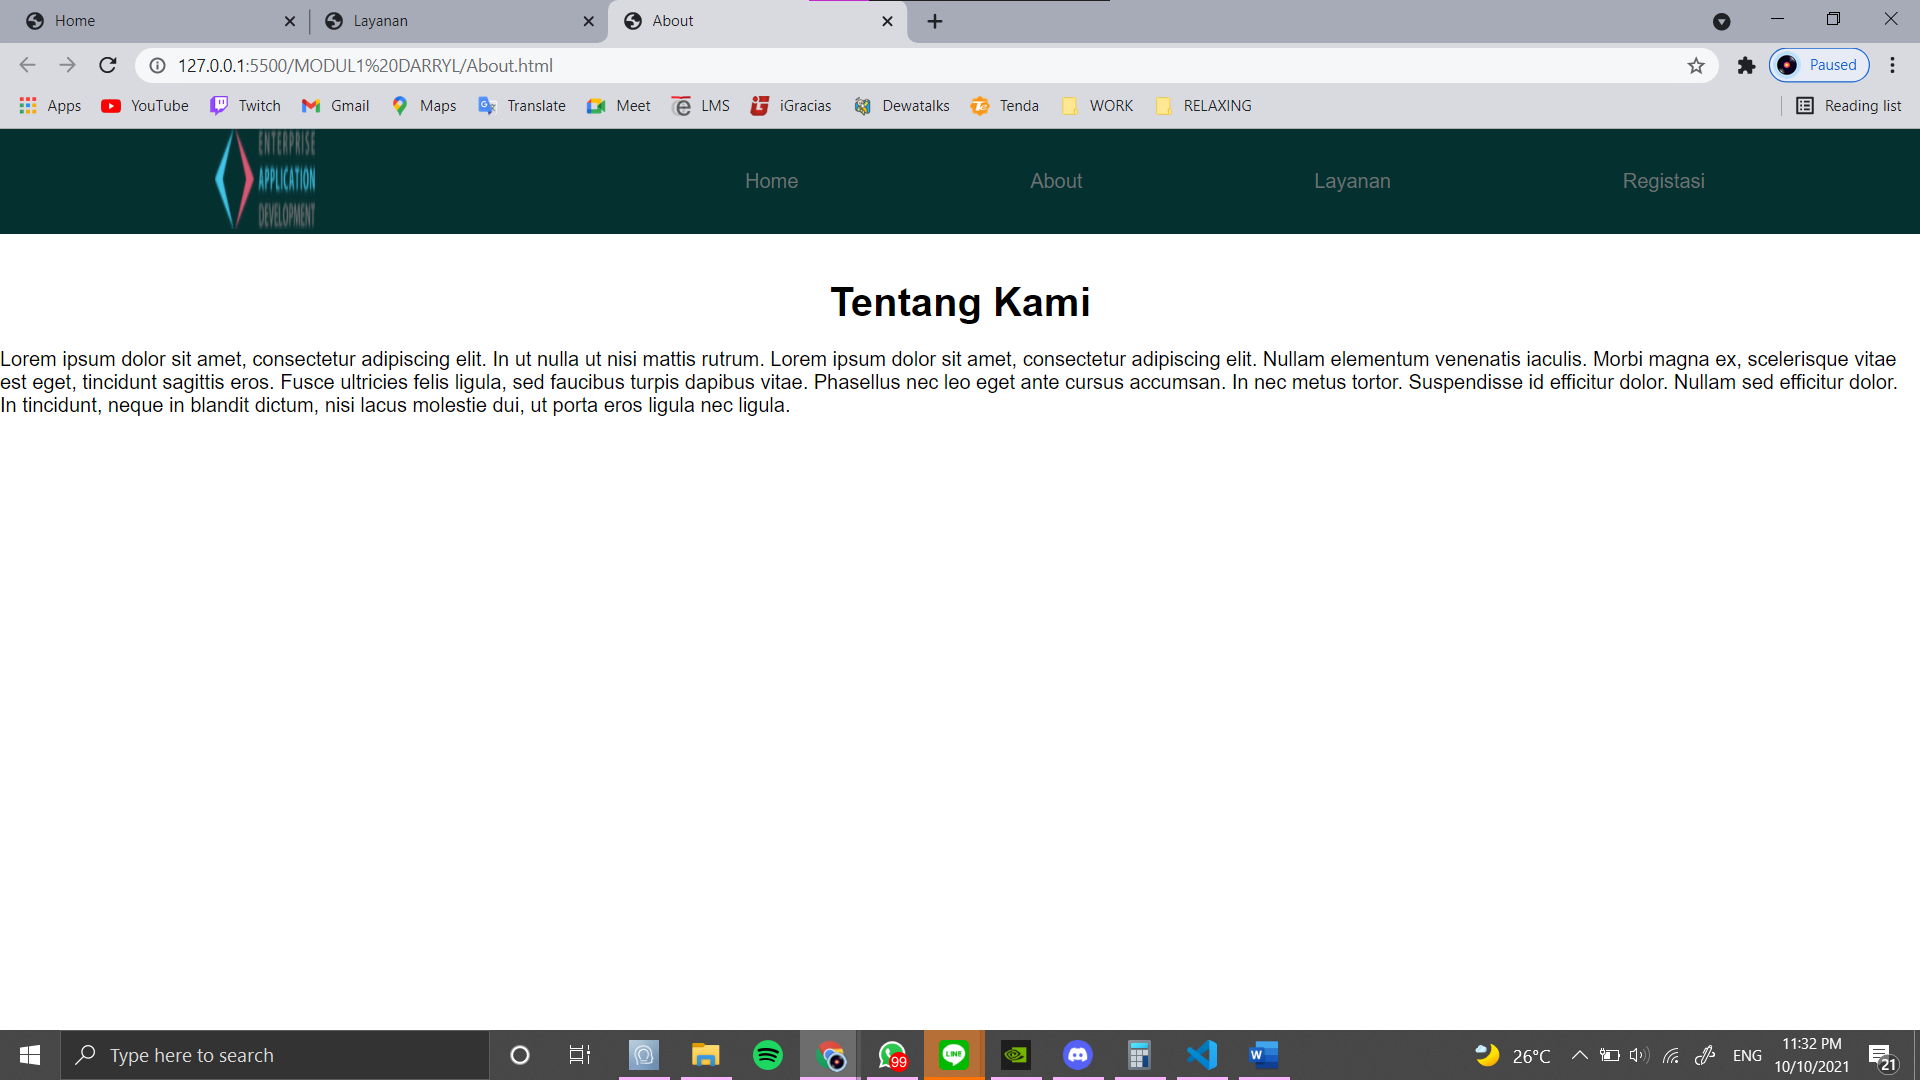 Home
Layanan
About
127.0.0.1:5500/MODUL1%20DARRYL/About.html
Paused
Apps
YouTube
Twitch
Gmail
Maps
Translate
Meet
LMS
iGracias
Dewatalks
Tenda
WORK
RELAXING
Reading list
ENTERPRISE
APPLICATION
DEVELOPMENT
Home
About
Layanan
Registasi
Tentang Kami
Lorem ipsum dolor sit amet, consectetur adipiscing elit. In ut nulla ut nisi mattis rutrum. Lorem ipsum dolor sit amet, consectetur adipiscing elit. Nullam elementum venenatis iaculis. Morbi magna ex, scelerisque vitae
est eget, tincidunt sagittis eros. Fusce ultricies felis ligula, sed faucibus turpis dapibus vitae. Phasellus nec leo eget ante cursus accumsan. In nec metus tortor. Suspendisse id efficitur dolor. Nullam sed efficitur dolor.
In tincidunt, neque in blandit dictum, nisi lacus molestie dui, ut porta eros ligula nec ligula.
Type here to search
99
LINE
W
26°C
ENG
11:32 PM
10/10/2021
21